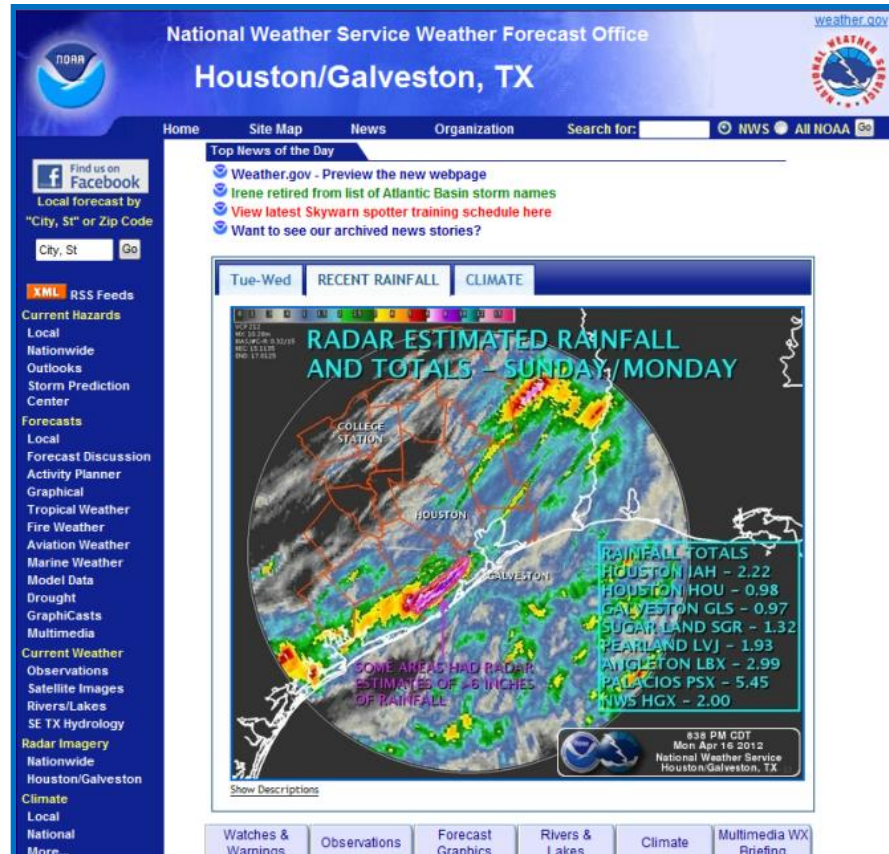 weather.gov
National Weather Service Weather Forecast Office
NOAA
Houston/Galveston, TX
Home Site Map News Organization Search for: NWS All NOAA Go
Top News of the Day
Weather.gov - Preview the new webpage
Irene retired from list of Atlantic Basin storm names
View latest Skywarn spotter training schedule here
Want to see our archived news stories?
Find us on
Facebook
Local forecast by
"City, St" or Zip Code
City, St Go
XML RSS Feeds
Current Hazards
Local
Nationwide
Outlooks
Storm Prediction
Center
Forecasts
Local
Forecast Discussion
Activity Planner
Graphical
Tropical Weather
Fire Weather
Aviation Weather
Marine Weather
Model Data
Drought
GraphiCasts
Multimedia
Current Weather
Observations
Satellite Images
Rivers/Lakes
SE TX Hydrology
Radar Imagery
Nationwide
Houston/Galveston
Climate
Local
National
More...
Tue-Wed RECENT RAINFALL CLIMATE
RADAR ESTIMATED RAINFALL
AND TOTALS - SUNDAY/MONDAY
COLLEGE
STATION
HOUSTON
GALVESTON
RAINFALL TOTALS
HOUSTON IAH - 2.22
HOUSTON HOU - 0.98
GALVESTON GLS - 0.97
SUGAR LAND SGR - 1.32
PEARLAND LVJ - 1.93
ANGLETON LBX - 2.99
PALACIOS PSX - 5.45
NWS HGX - 2.00
SOME AREAS HAD RADAR
ESTIMATES OF >6 INCHES
OF RAINFALL
838 PM CDT
Mon Apr 16 2012
National Weather Service
Houston/Galveston, TX
Show Descriptions
Watches &
Warnings
Observations
Forecast
Graphics
Rivers &
Lakes
Climate
Multimedia WX
Briefing